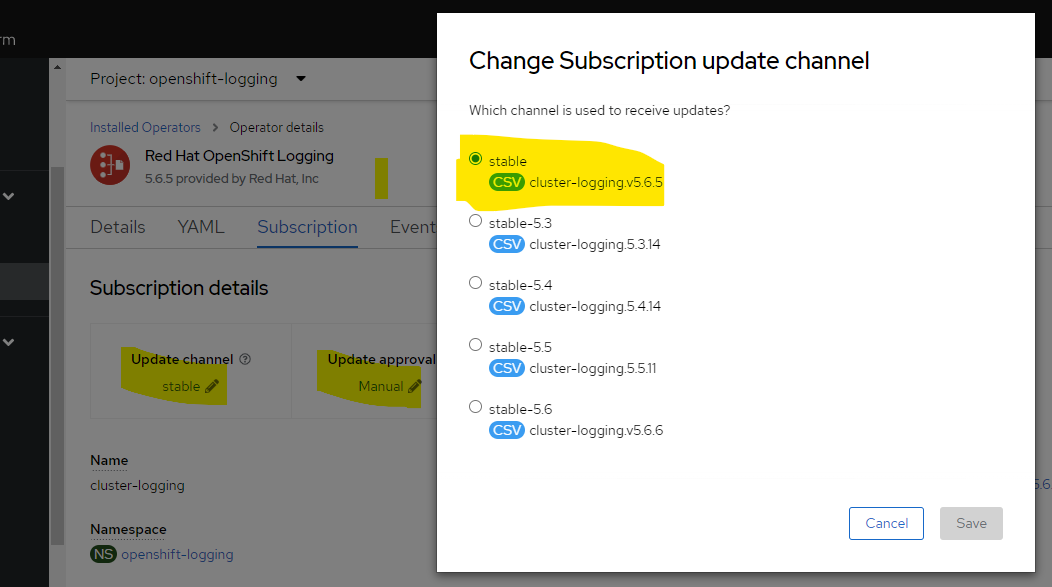 rm
Project: openshift-logging
Installed Operators > Operator details
Red Hat OpenShift Logging
5.6.5 provided by Red Hat, Inc
Details YAML Subscription Event
Subscription details
Update channel
stable
Update approval
Manual
Name
cluster-logging
Namespace
NS openshift-logging
Change Subscription update channel
Which channel is used to receive updates?
stable
CSV cluster-logging.v5.6.5
stable-5.3
CSV cluster-logging.5.3.14
stable-5.4
CSV cluster-logging.5.4.14
stable-5.5
CSV cluster-logging.5.5.11
stable-5.6
CSV cluster-logging.v5.6.6
Cancel Save